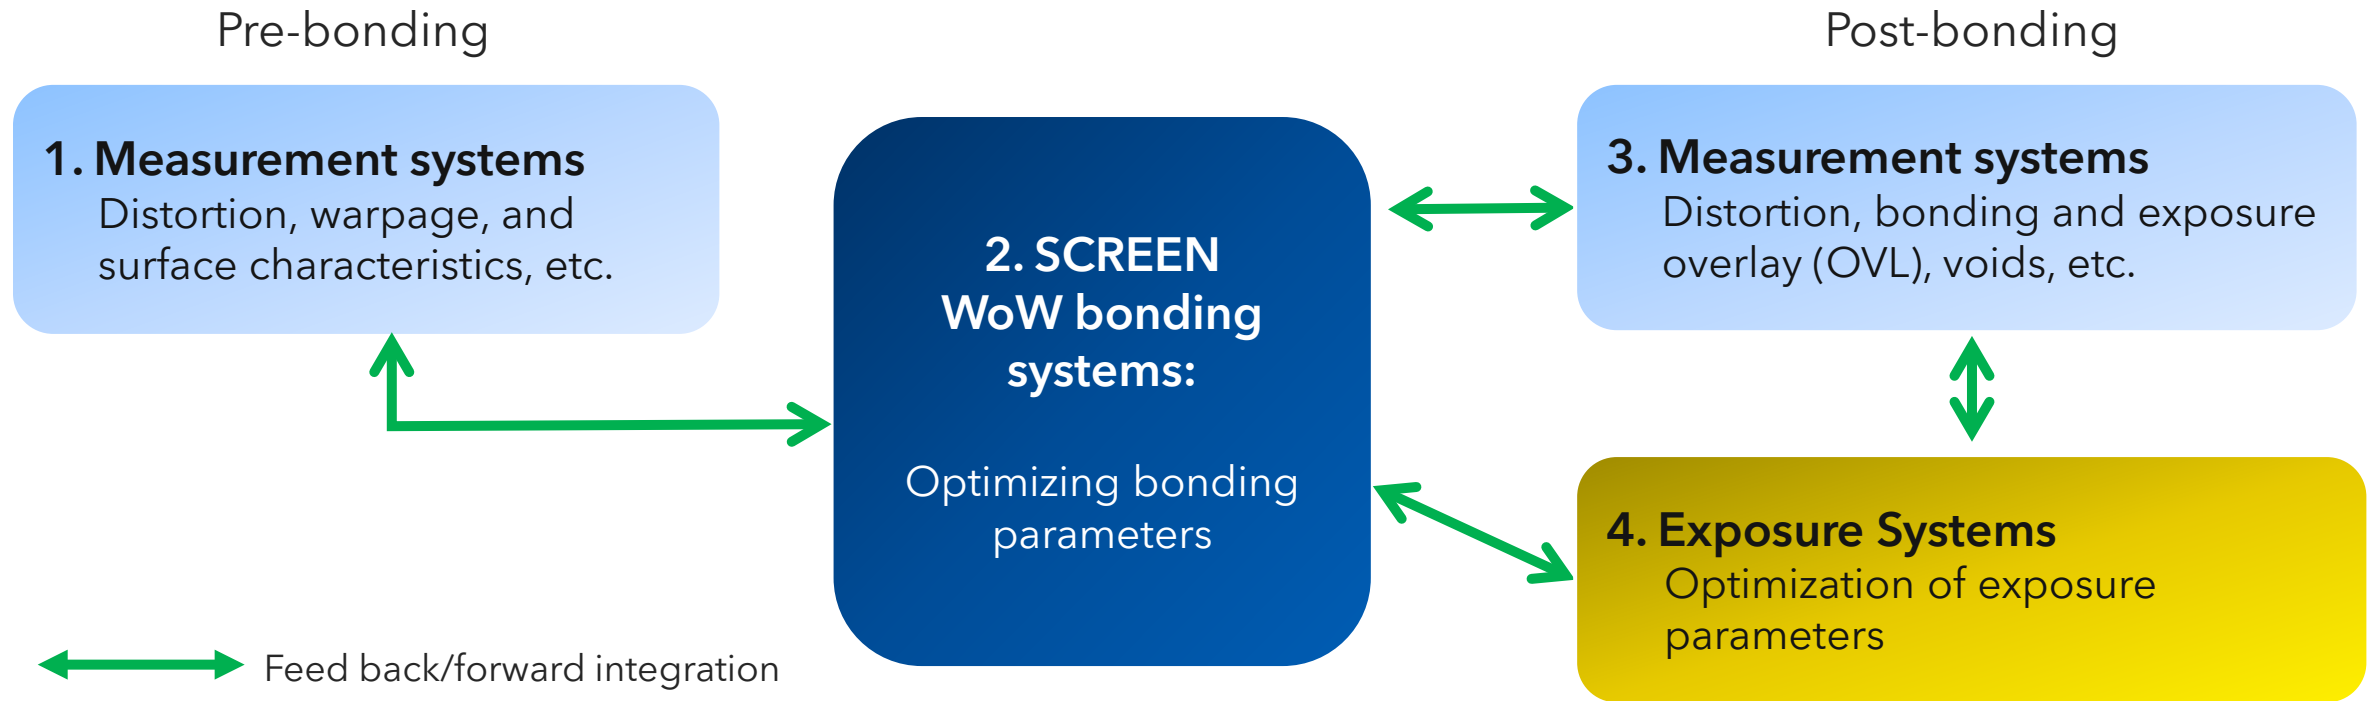 Pre-bonding
1. Measurement systems
Distortion, warpage, and
surface characteristics, etc.
2. SCREEN
WoW bonding
systems:
Optimizing bonding
parameters
Post-bonding
3. Measurement systems
Distortion, bonding and exposure
overlay (OVL), voids, etc.
4. Exposure Systems
Optimization of exposure
parameters
Feed back/forward integration